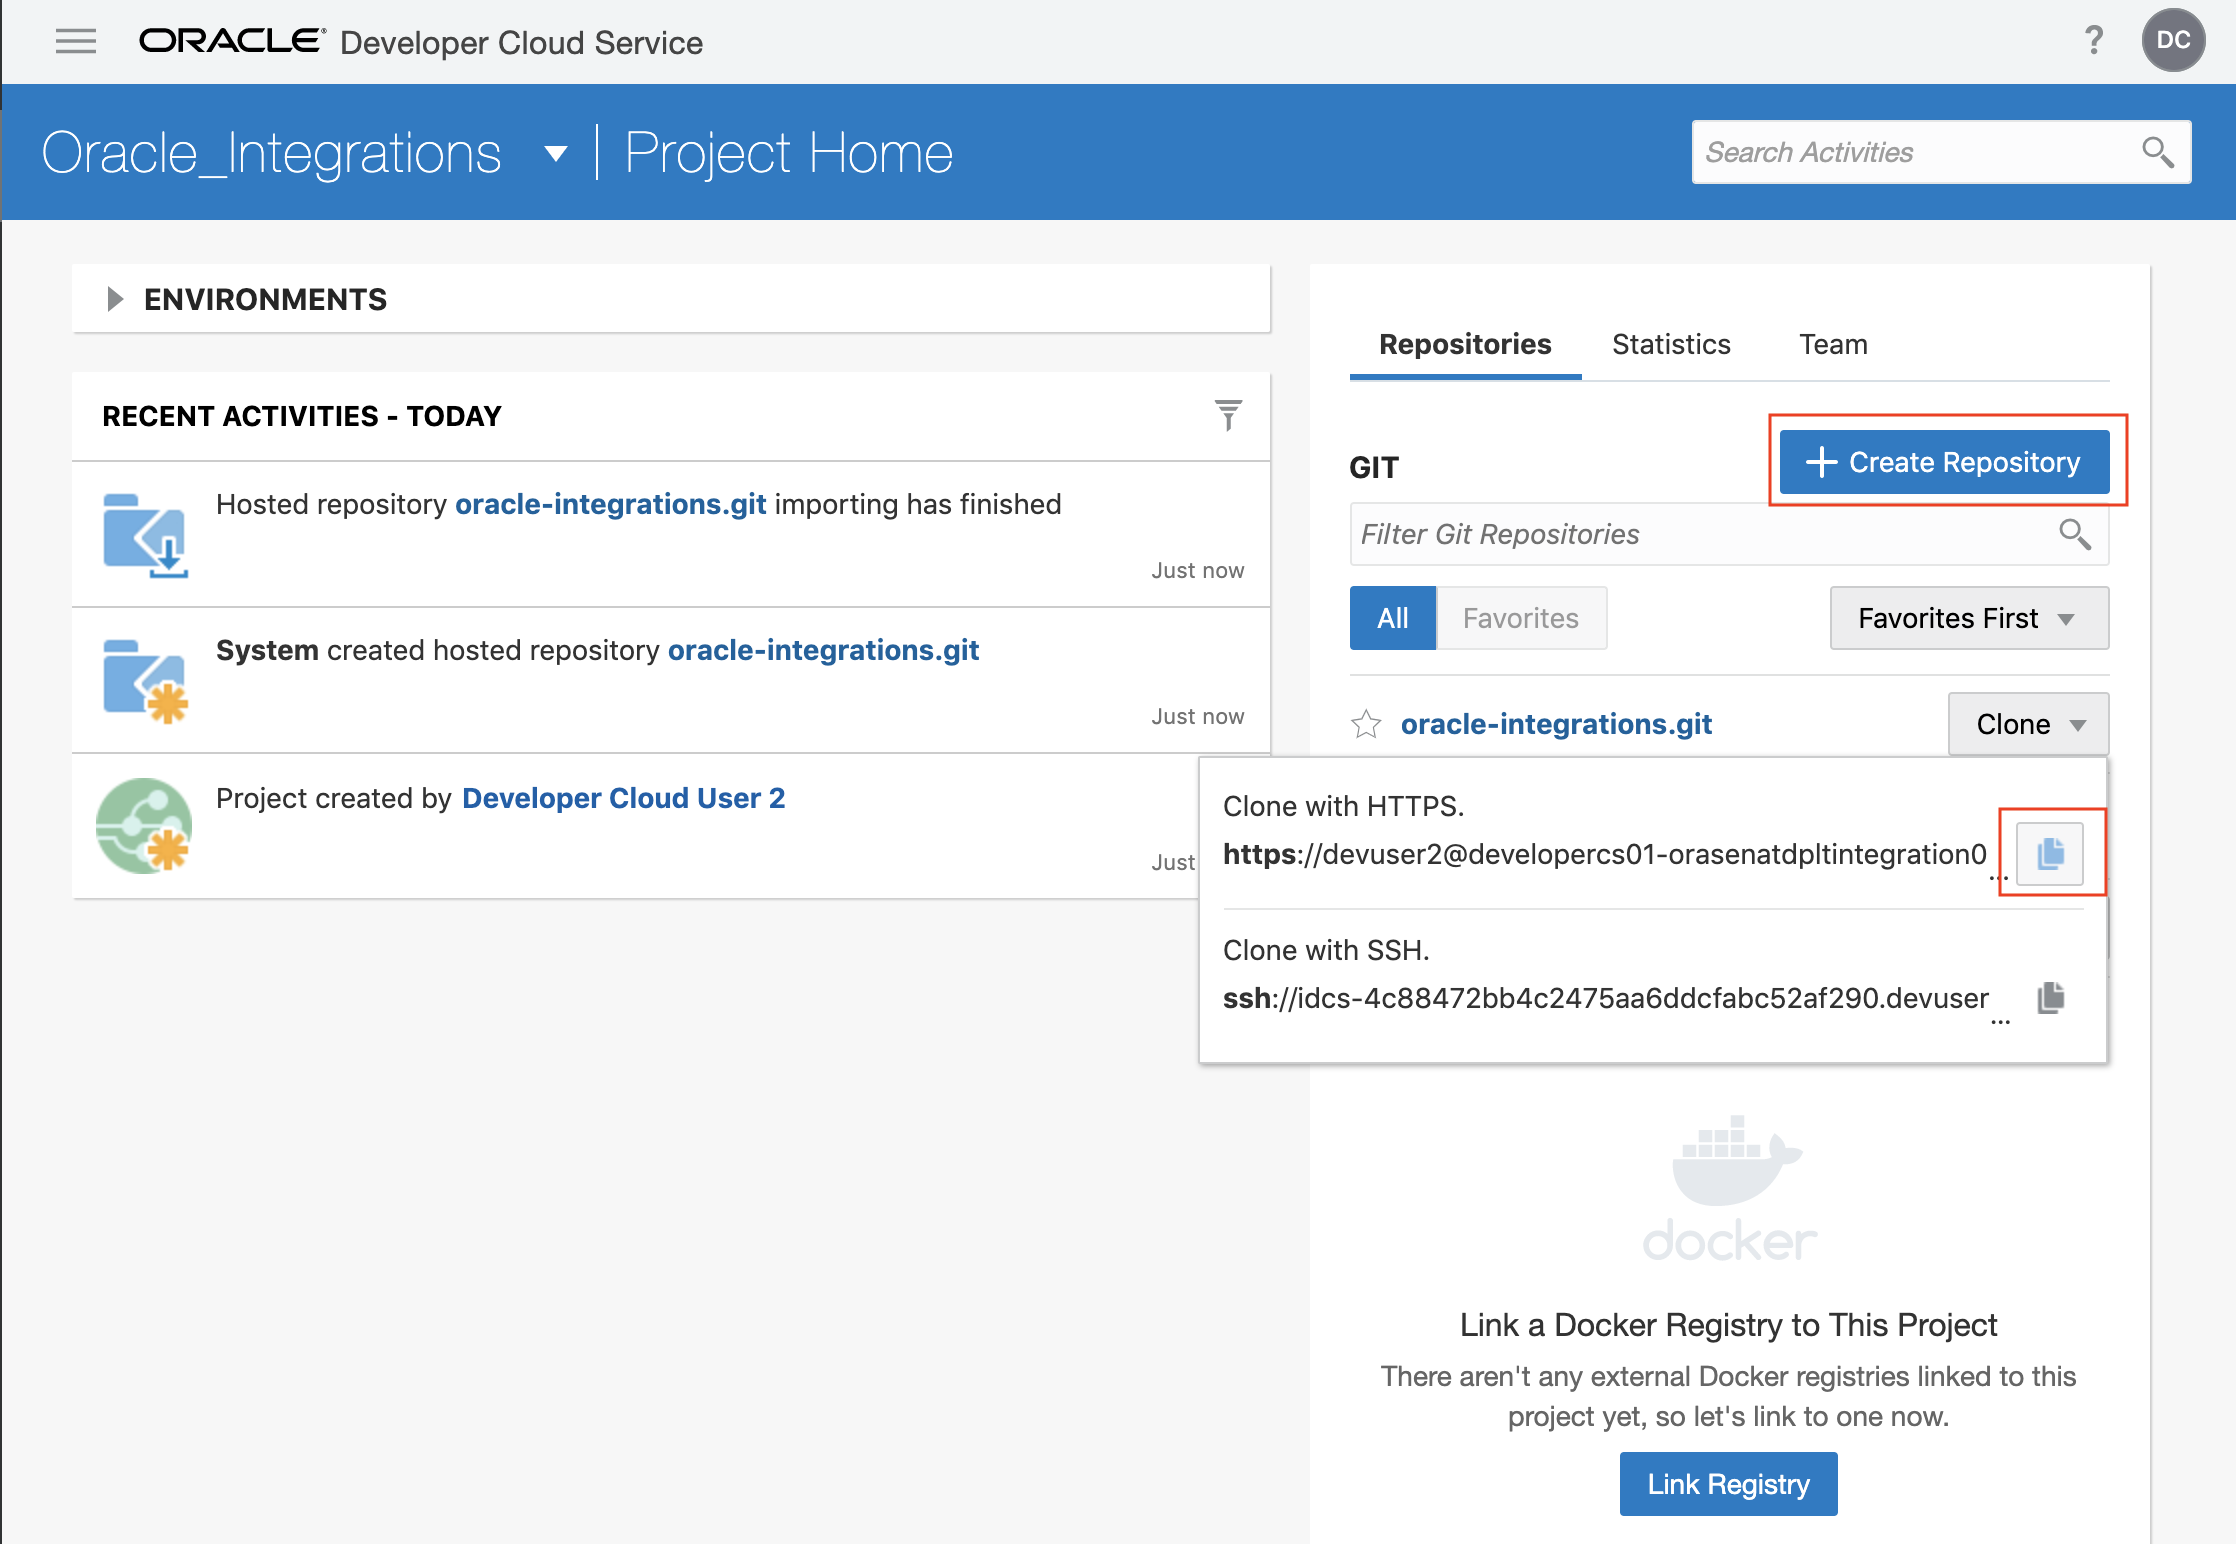 ORACLE® Developer Cloud Service
?
DC
Oracle_Integrations
Project Home
Search Activities
ENVIRONMENTS
RECENT ACTIVITIES - TODAY
Hosted repository oracle-integrations.git importing has finished
Just now
System created hosted repository oracle-integrations.git
Just now
Project created by Developer Cloud User 2
Just
Repositories
Statistics
Team
GIT
+ Create Repository
Filter Git Repositories
All
Favorites
Favorites First
oracle-integrations.git
Clone
Clone with HTTPS.
https://devuser2@developercs01-orasenatdpltintegration0...
Clone with SSH.
ssh://idcs-4c88472bb4c2475aa6ddcfabc52af290.devuser...
docker
Link a Docker Registry to This Project
There aren't any external Docker registries linked to this
project yet, so let's link to one now.
Link Registry